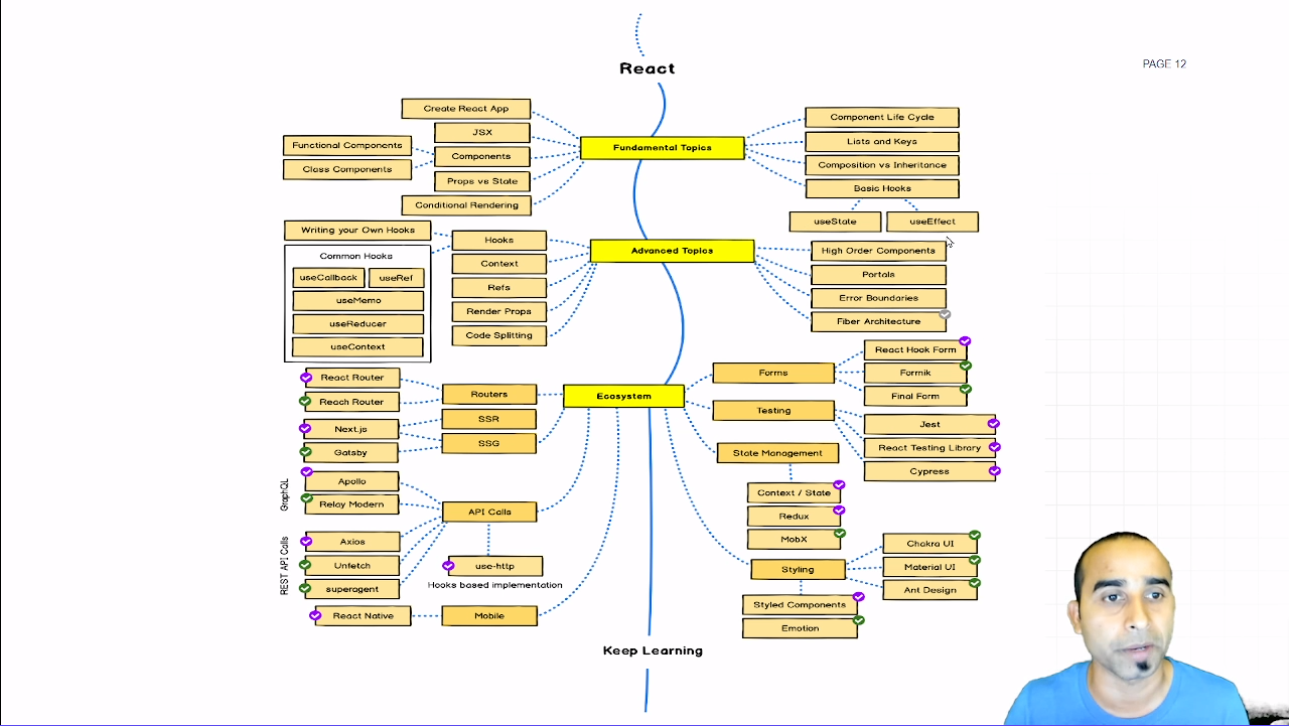 PAGE 12
React
Create React App
JSX
Functional Components
Components
Class Components
Props vs State
Conditional Rendering
Fundamental Topics
Component Life Cycle
Lists and Keys
Composition vs Inheritance
Basic Hooks
useState
useEffect
Writing your Own Hooks
Common Hooks
useCallback
useRef
useMemo
useReducer
useContext
Hooks
Context
Refs
Render Props
Code Splitting
Advanced Topics
High Order Components
Portals
Error Boundaries
Fiber Architecture
React Router
Reach Router
Routers
Next.js
Gatsby
SSR
SSG
Ecosystem
Forms
React Hook Form
Formik
Final Form
Testing
Jest
React Testing Library
Cypress
State Management
Context / State
Redux
MobX
GraphQL
Apollo
Relay Modern
API Calls
REST API Calls
Axios
Unfetch
superagent
use-http
Hooks based implementation
React Native
Mobile
Styling
Chakra UI
Material UI
Ant Design
Styled Components
Emotion
Keep Learning